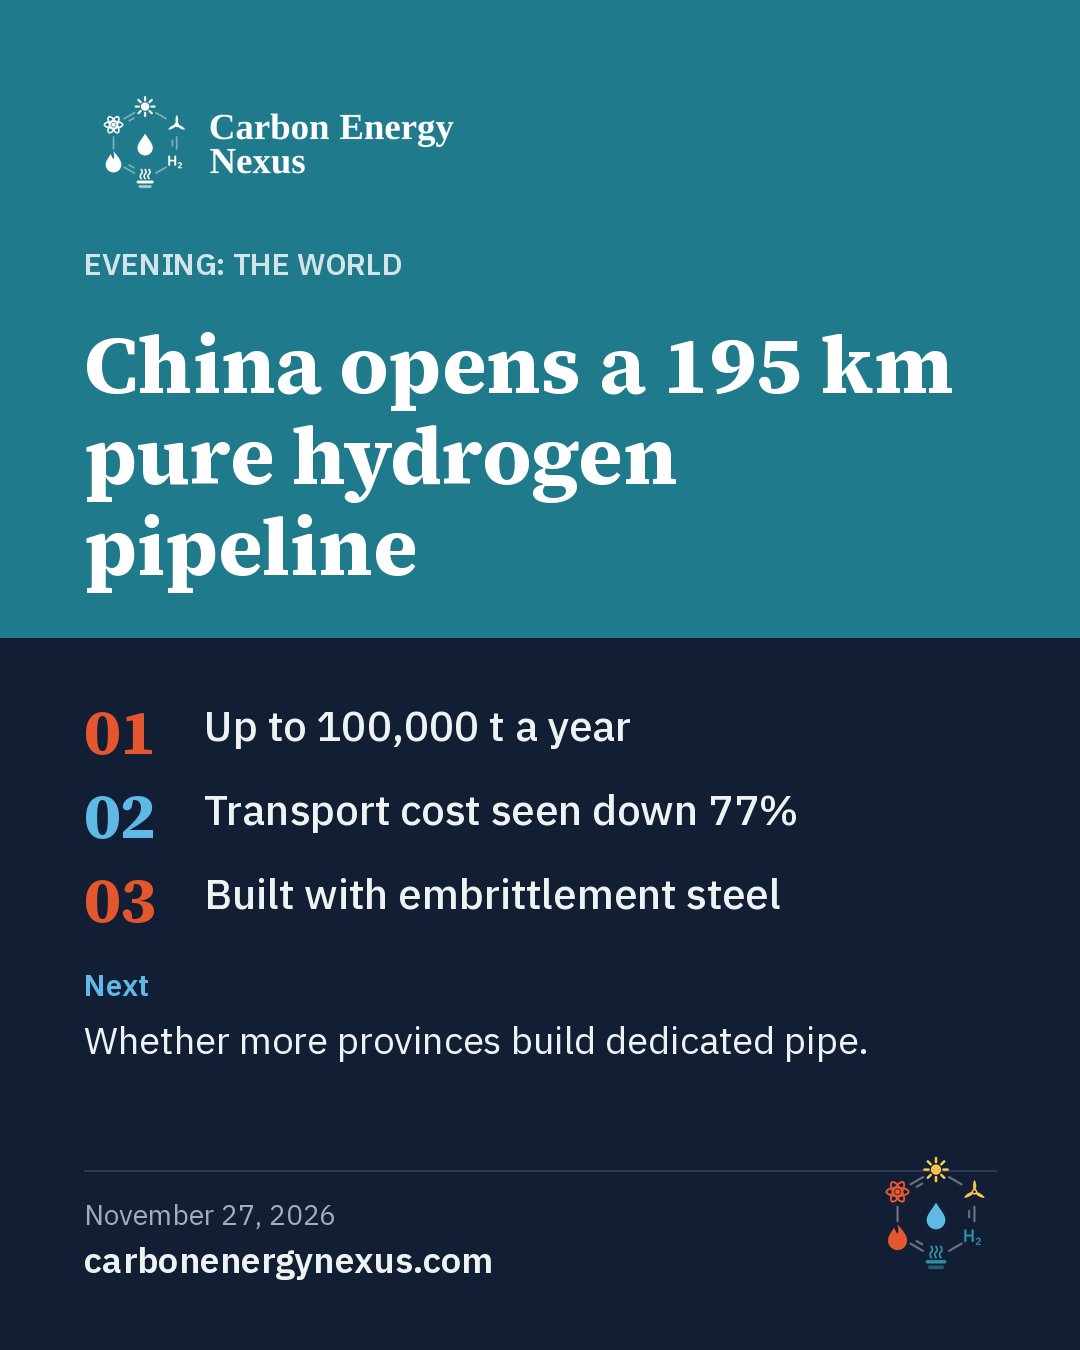 Carbon Energy
Nexus
H₂
EVENING: THE WORLD
China opens a 195 km
pure hydrogen
pipeline
01 Up to 100,000 t a year
02 Transport cost seen down 77%
03 Built with embrittlement steel
Next
Whether more provinces build dedicated pipe.
November 27, 2026
carbonenergynexus.com
H₂